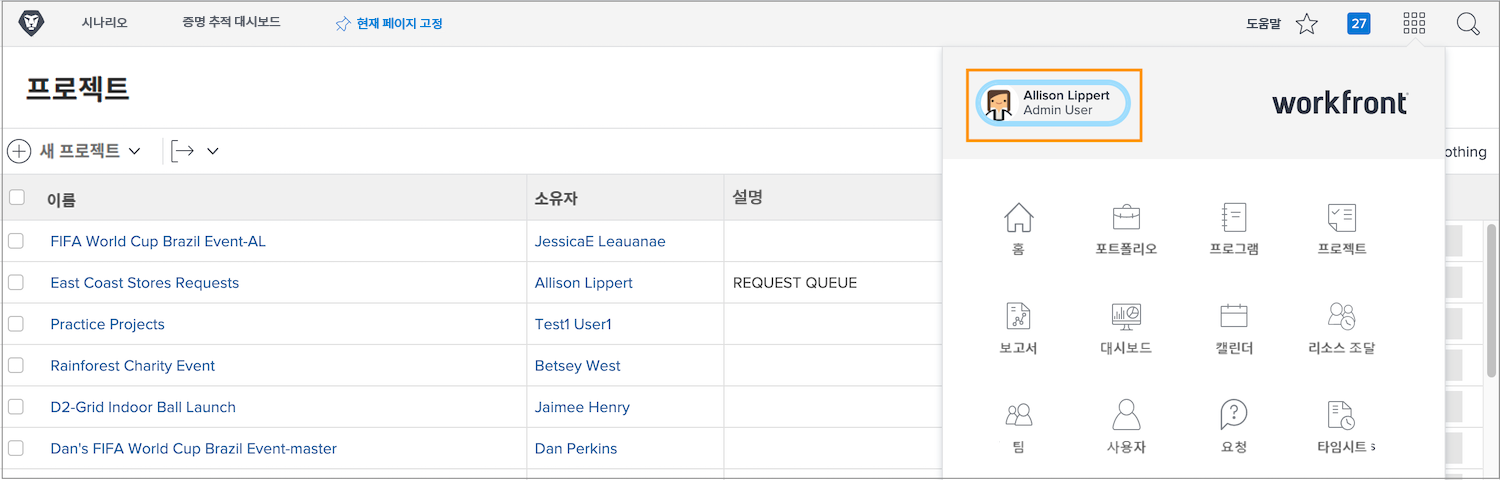 시나리오 증명 추적 대시보드 현재 페이지 고정 도움말 27
프로젝트
Allison Lippert
Admin User
workfront
새 프로젝트
othing
이름 소유자 설명
FIFA World Cup Brazil Event-AL JessicaE Leauanae
East Coast Stores Requests Allison Lippert REQUEST QUEUE
Practice Projects Test1 User1
Rainforest Charity Event Betsey West
D2-Grid Indoor Ball Launch Jaimee Henry
Dan's FIFA World Cup Brazil Event-master Dan Perkins
홈 포트폴리오 프로그램 프로젝트
보고서 대시보드 캘린더 리소스 조달
팀 사용자 요청 타임시트 s